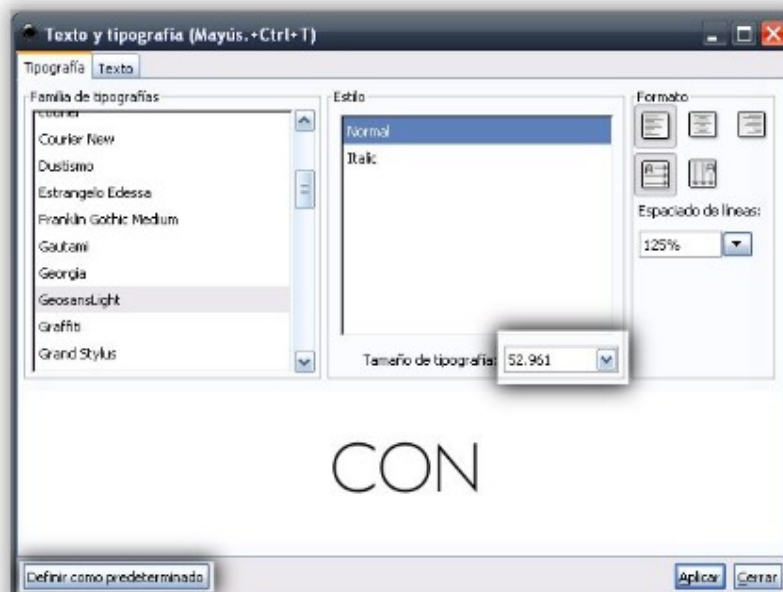 Texto y tipografía (Mayús.+Ctrl+T)
Tipografía Texto
Familia de tipografías
Courier
Courier New
Dustismo
Estrangelo Edessa
Franklin Gothic Medium
Gautami
Georgia
GeosansLight
Graffiti
Grand Stylus
Estilo
Normal
Italic
Tamaño de tipografía: 52.961
Formato
Espaciado de líneas:
125%
CON
Definir como predeterminado Aplicar Cerrar